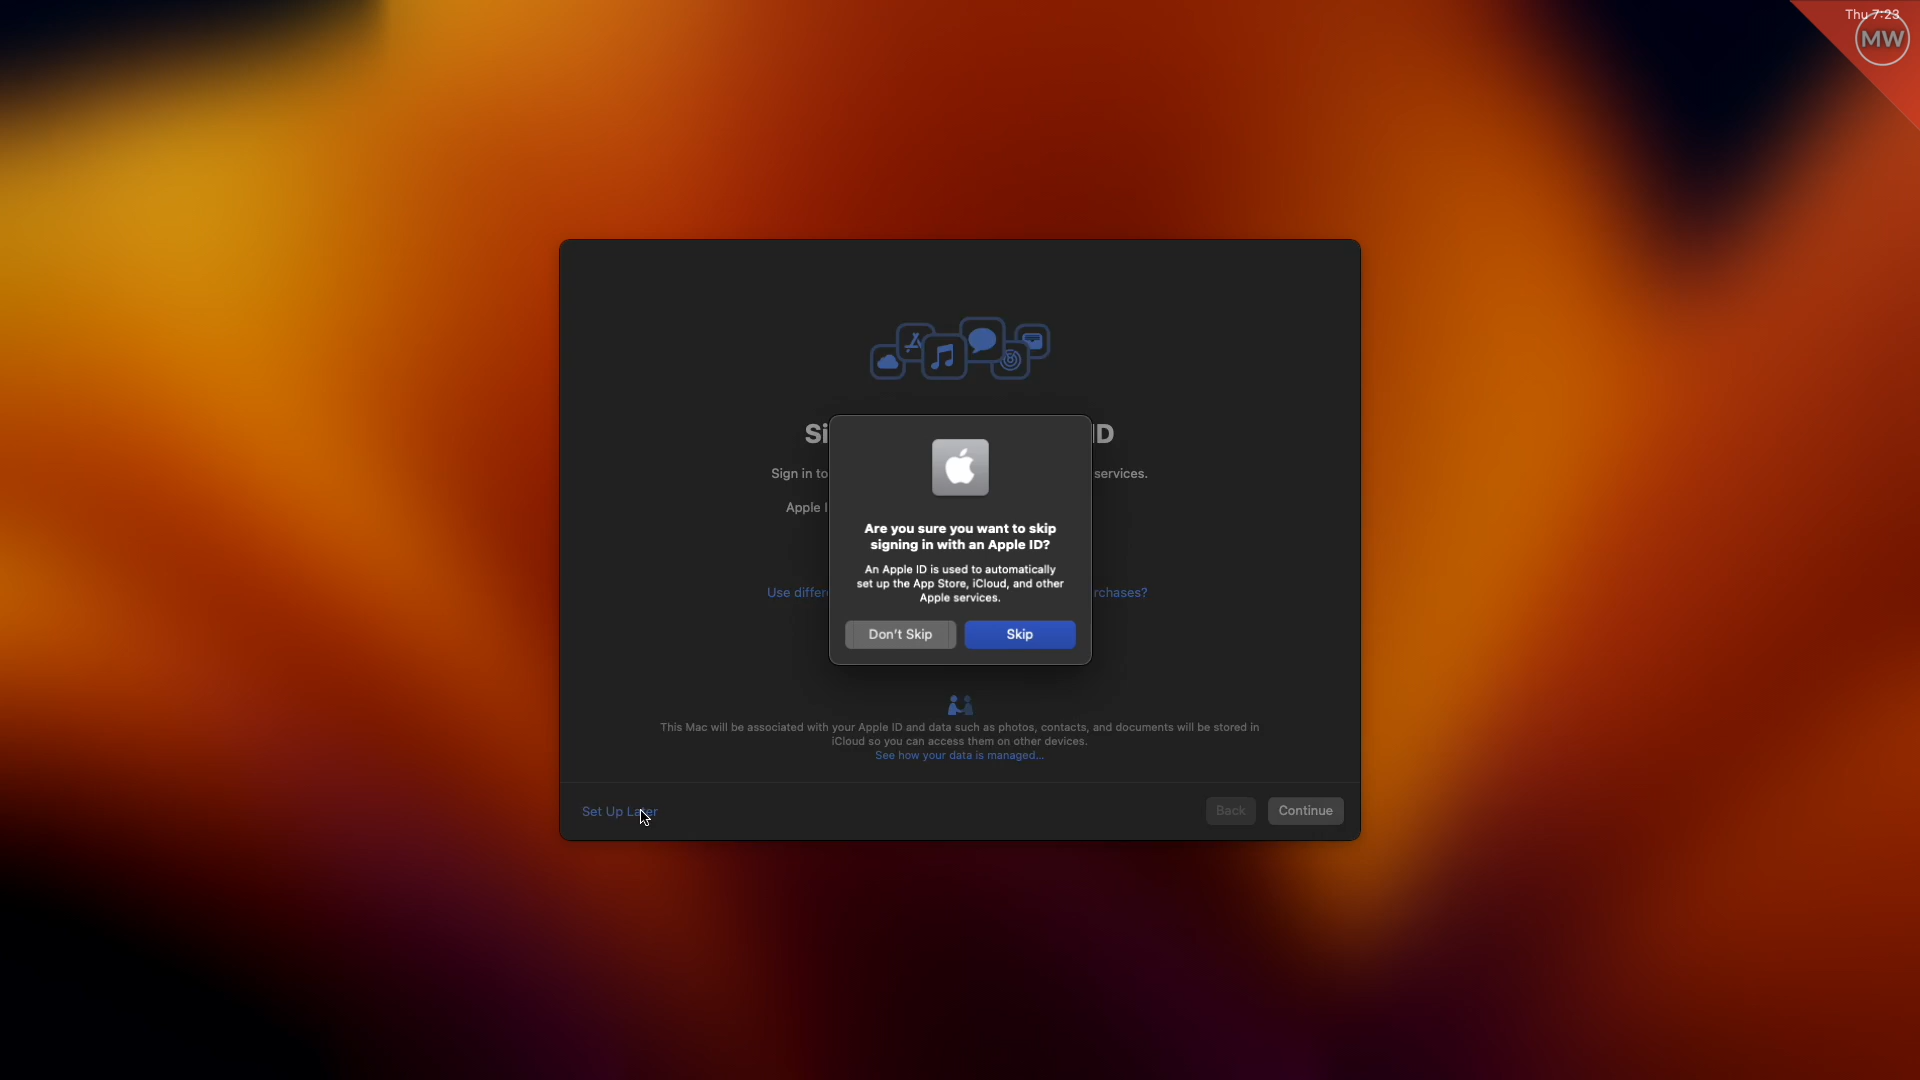 Thu 7:23
MW
Si
ID
Sign in to
services.
Apple I
Are you sure you want to skip
signing in with an Apple ID?
An Apple ID is used to automatically
set up the App Store, iCloud, and other
Apple services.
Use differe
rchases?
Don't Skip
Skip
This Mac will be associated with your Apple ID and data such as photos, contacts, and documents will be stored in
iCloud so you can access them on other devices.
See how your data is managed...
Set Up Later
Back
Continue